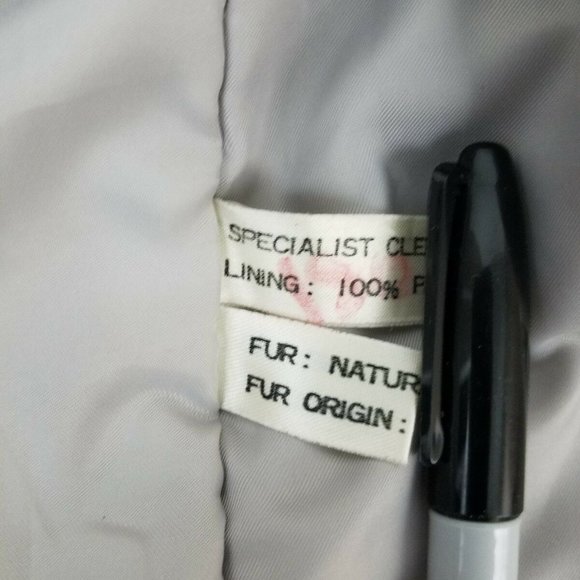 SPECIALIST CLE
LINING: 100% P
FUR: NATUR
FUR ORIGIN: